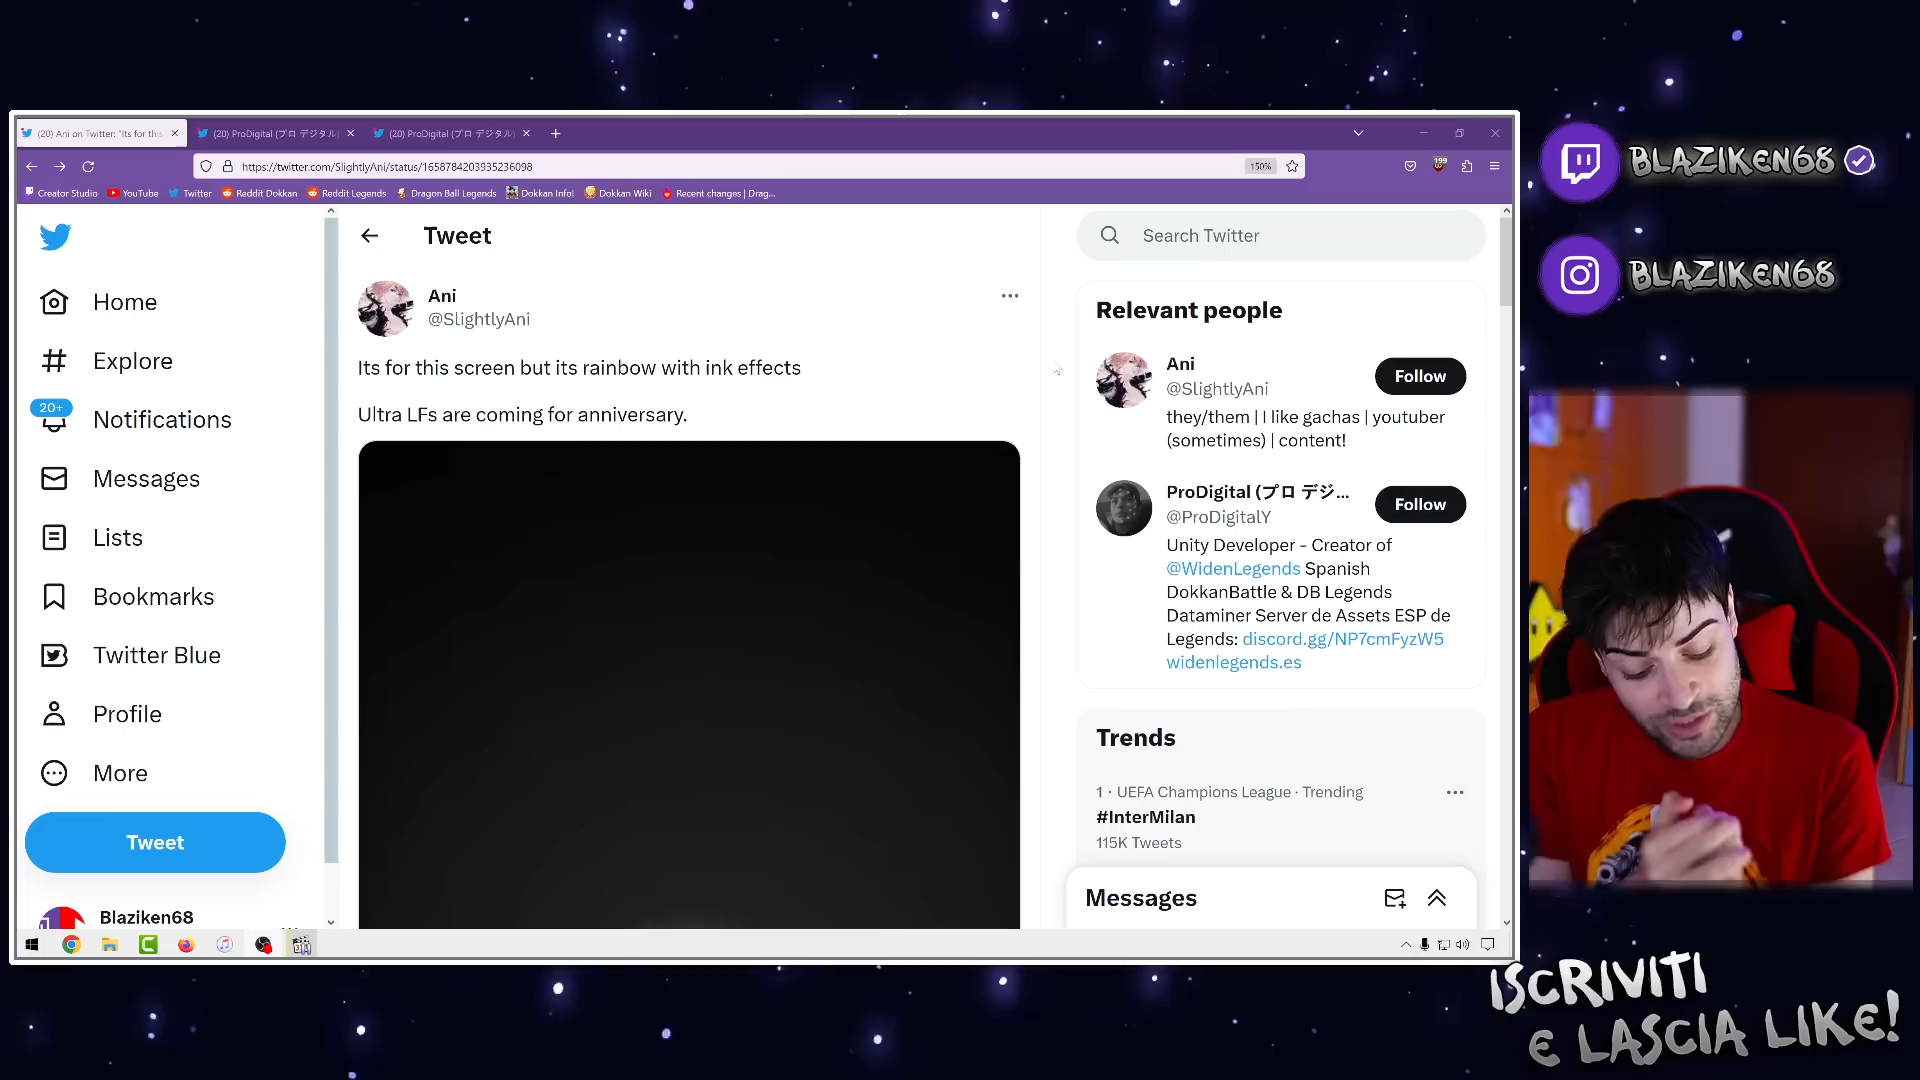 (20) Ani on Twitter: "Its for this
(20) ProDigital (プロ デジタル)
(20) ProDigital (プロ デジタル)
https://twitter.com/SlightlyAni/status/1658784203935236098
150%
199
Creator Studio
YouTube
Twitter
Reddit Dokkan
Reddit Legends
Dragon Ball Legends
Dokkan Info!
Dokkan Wiki
Recent changes | Drag...
Home
Explore
20+
Notifications
Messages
Lists
Bookmarks
Twitter Blue
Profile
More
Tweet
Blaziken68
Tweet
Ani
@SlightlyAni
Its for this screen but its rainbow with ink effects
Ultra LFs are coming for anniversary.
Search Twitter
Relevant people
Ani
@SlightlyAni
Follow
they/them | I like gachas | youtuber
(sometimes) | content!
ProDigital (プロ デジ...
@ProDigitalY
Follow
Unity Developer - Creator of
@WidenLegends Spanish
DokkanBattle & DB Legends
Dataminer Server de Assets ESP de
Legends: discord.gg/NP7cmFyzW5
widenlegends.es
Trends
1 · UEFA Champions League · Trending
#InterMilan
115K Tweets
Messages
BLAZIKEN68
BLAZIKEN68
ISCRIVITI
E LASCIA LIKE!